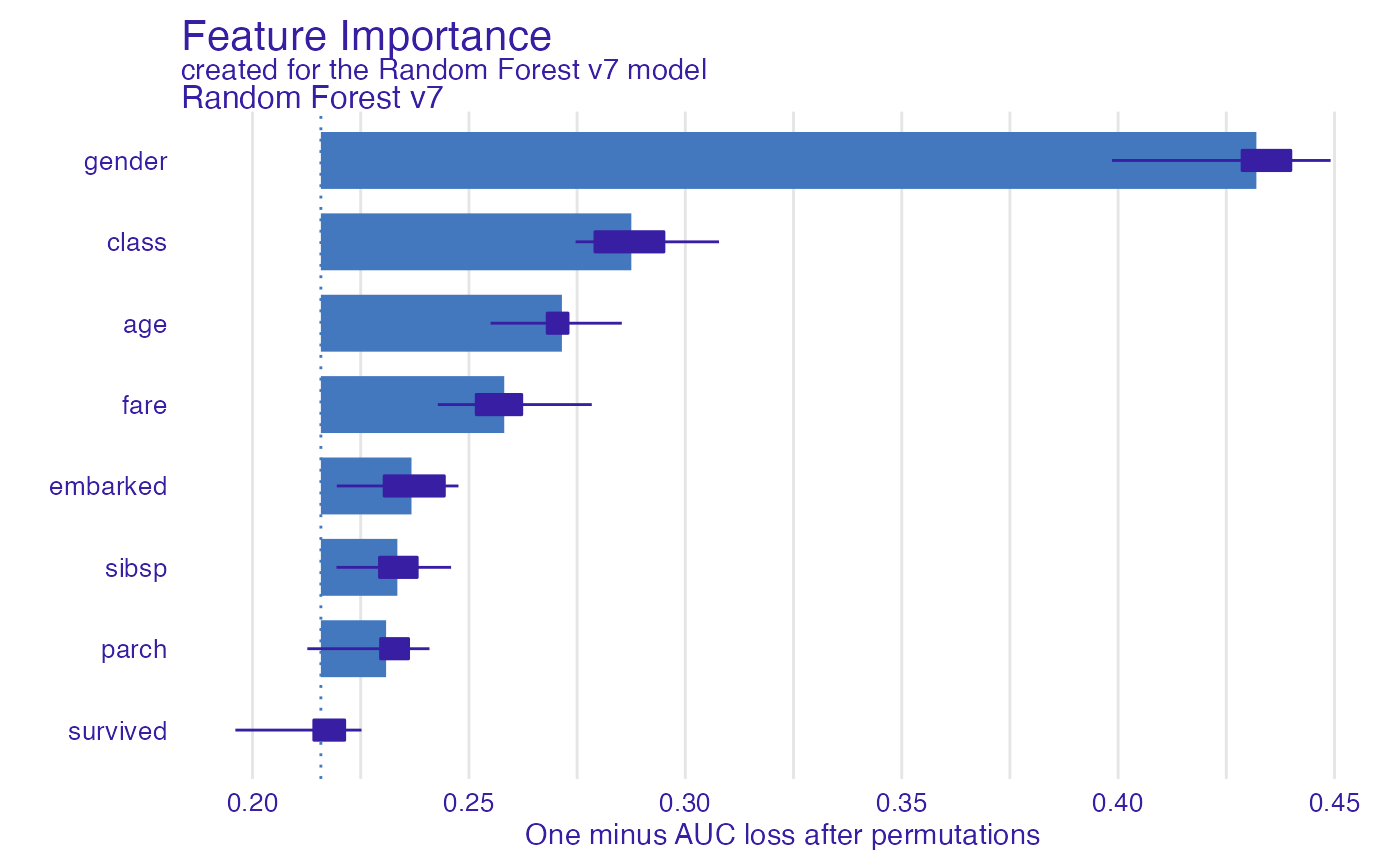 Feature Importance
created for the Random Forest v7 model
Random Forest v7
gender
class
age
fare
embarked
sibsp
parch
survived
0.20 0.25 0.30 0.35 0.40 0.45
One minus AUC loss after permutations